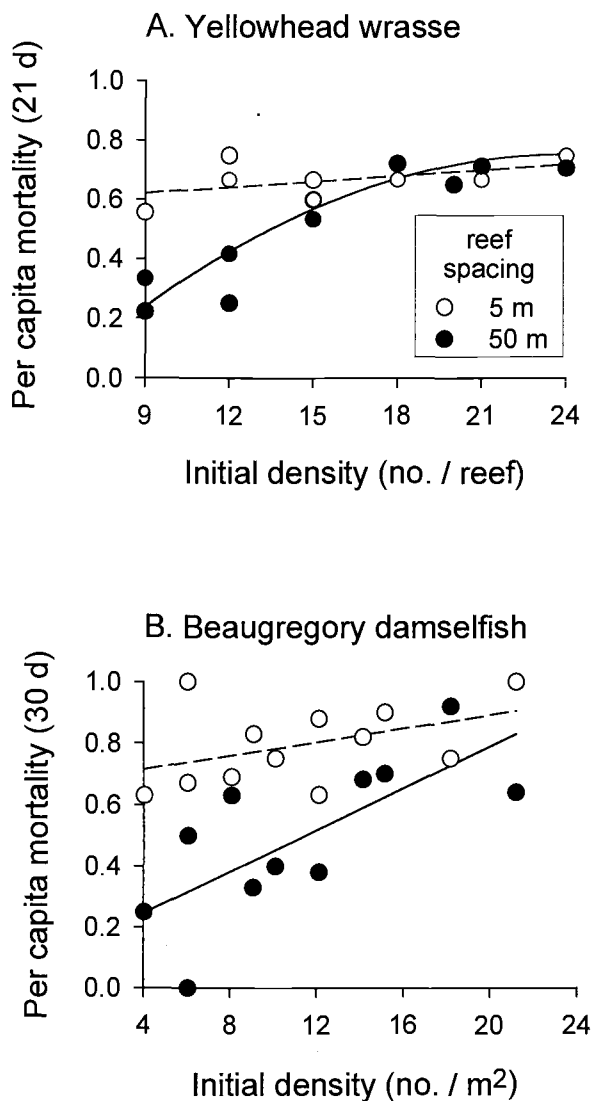 A. Yellowhead wrasse
Per capita mortality (21 d)
1.0
0.8
0.6
0.4
0.2
0.0
9 12 15 18 21 24
reef
spacing
5 m
50 m
Initial density (no. / reef)
B. Beaugregory damselfish
Per capita mortality (30 d)
1.0
0.8
0.6
0.4
0.2
0.0
4 8 12 16 20 24
Initial density (no. / m²)